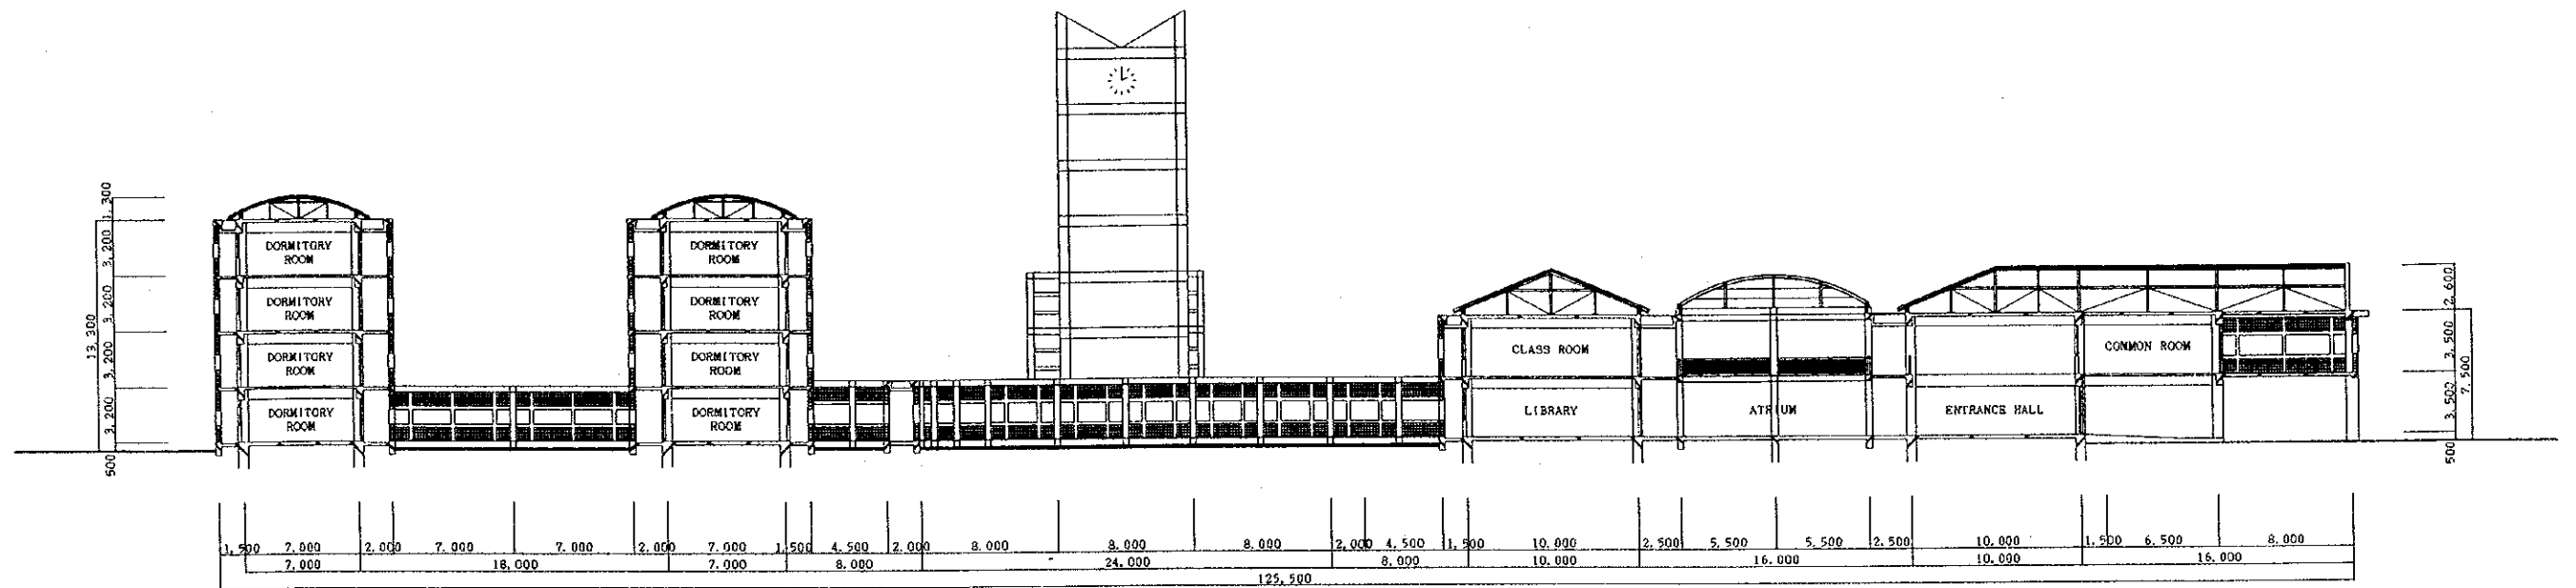 1,300
3,200
3,200
3,200
3,200
13,300
500
DORMITORY
ROOM
DORMITORY
ROOM
DORMITORY
ROOM
DORMITORY
ROOM
DORMITORY
ROOM
DORMITORY
ROOM
DORMITORY
ROOM
DORMITORY
ROOM
CLASS ROOM
LIBRARY
ATRIUM
ENTRANCE HALL
COMMON ROOM
2,600
3,500
3,500
7,500
500
1,500 7,000 2,000 7,000 7,000 2,000 7,000 1,500 4,500 2,000 8,000 8,000 8,000 2,000 4,500 1,500 10,000 2,500 5,500 5,500 2,500 10,000 1,500 6,500 8,000
7,000 18,000 7,000 8,000 24,000 8,000 10,000 16,000 10,000 16,000
125,500